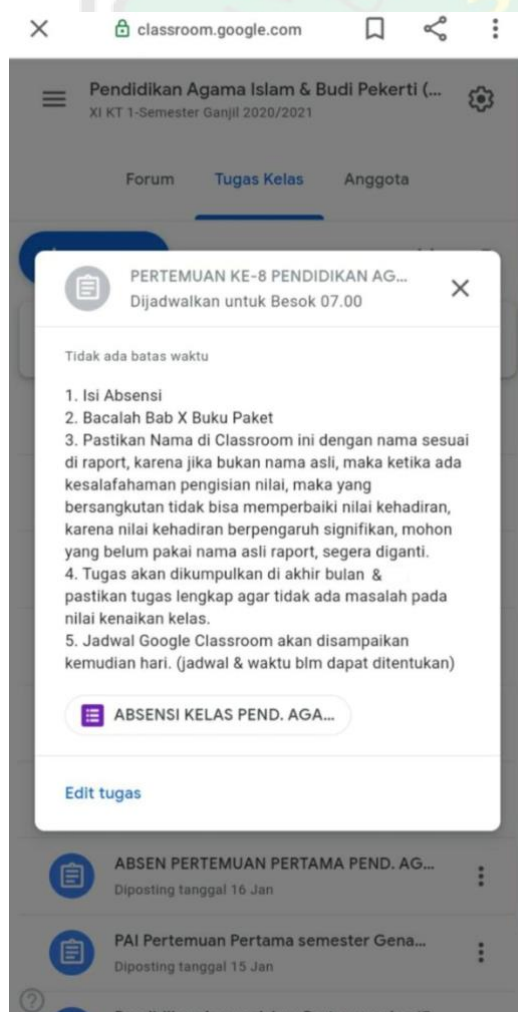 classroom.google.com
Pendidikan Agama Islam & Budi Pekerti (...
XI KT 1-Semester Ganjil 2020/2021
Forum Tugas Kelas Anggota
PERTEMUAN KE-8 PENDIDIKAN AG...
Dijadwalkan untuk Besok 07.00
Tidak ada batas waktu
1. Isi Absensi
2. Bacalah Bab X Buku Paket
3. Pastikan Nama di Classroom ini dengan nama sesuai
di raport, karena jika bukan nama asli, maka ketika ada
kesalafahaman pengisian nilai, maka yang
bersangkutan tidak bisa memperbaiki nilai kehadiran,
karena nilai kehadiran berpengaruh signifikan, mohon
yang belum pakai nama asli raport, segera diganti.
4. Tugas akan dikumpulkan di akhir bulan &
pastikan tugas lengkap agar tidak ada masalah pada
nilai kenaikan kelas.
5. Jadwal Google Classroom akan disampaikan
kemudian hari. (jadwal & waktu blm dapat ditentukan)
ABSENSI KELAS PEND. AGA...
Edit tugas
ABSEN PERTEMUAN PERTAMA PEND. AG...
Diposting tanggal 16 Jan
PAI Pertemuan Pertama semester Gena...
Diposting tanggal 15 Jan